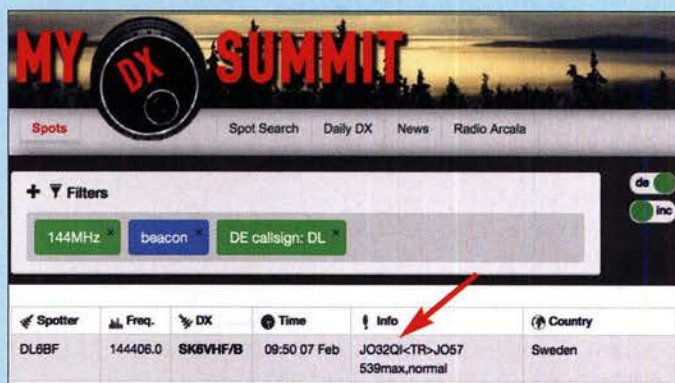 MY DX SUMMIT
Spots Spot Search Daily DX News Radio Arcala
+ Filters
de
inc
144MHz × beacon × DE callsign: DL ×
Spotter Freq. DX Time Info Country
DL6BF 144406.0 SK6VHF/B 09:50 07 Feb JO32QI<TR>JO57 Sweden
539max,normal